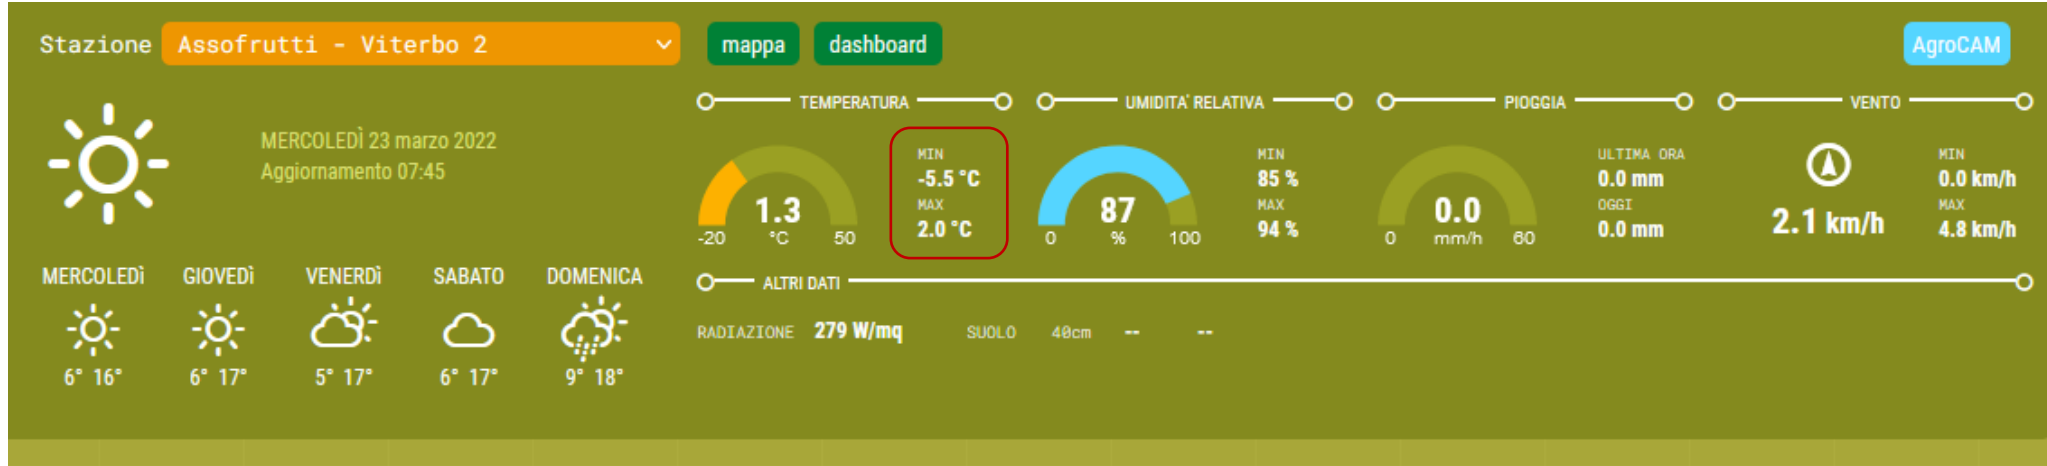 Stazione Assofrutti - Viterbo 2 mappa dashboard AgroCAM
MERCOLEDÌ 23 marzo 2022
Aggiornamento 07:45
TEMPERATURA
1.3
°C
-20 50
MIN
-5.5 °C
MAX
2.0 °C
UMIDITA' RELATIVA
87
%
0 100
MIN
85 %
MAX
94 %
PIOGGIA
0.0
mm/h
0 60
ULTIMA ORA
0.0 mm
OGGI
0.0 mm
VENTO
2.1 km/h
MIN
0.0 km/h
MAX
4.8 km/h
MERCOLEDì GIOVEDì VENERDì SABATO DOMENICA
6° 16° 6° 17° 5° 17° 6° 17° 9° 18°
ALTRI DATI
RADIAZIONE 279 W/mq SUOLO 40cm -- --